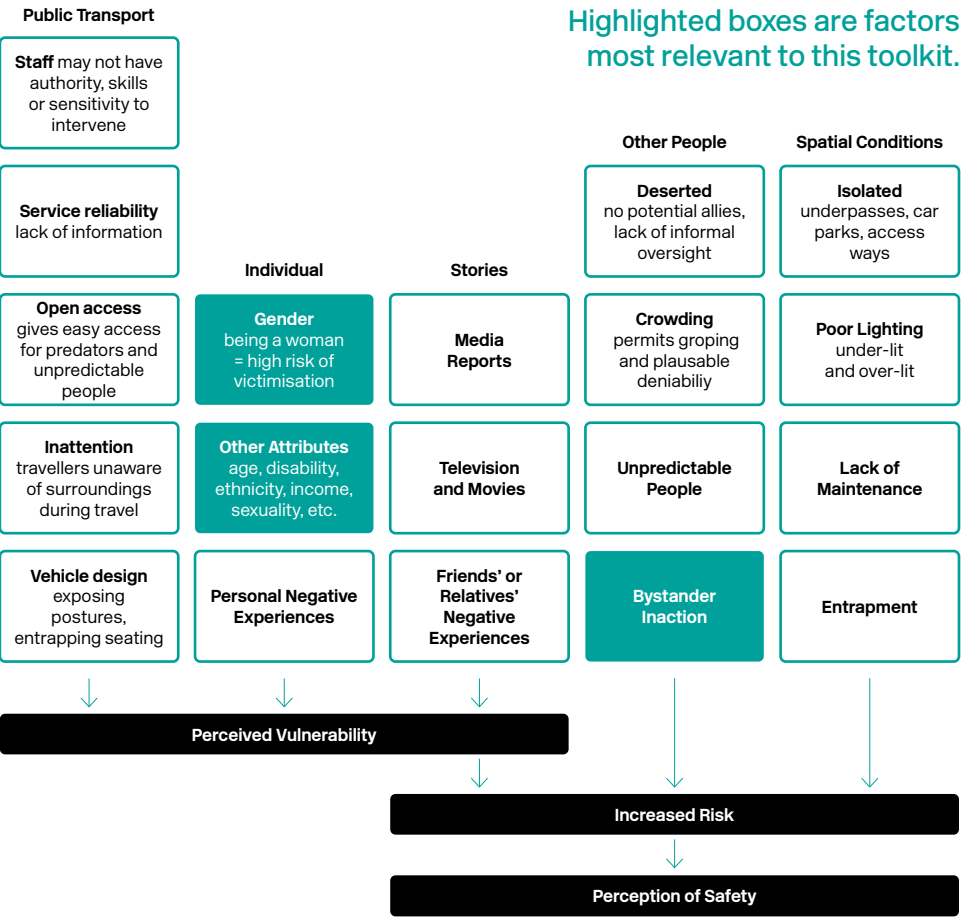 Highlighted boxes are factors
most relevant to this toolkit.
Public Transport
Staff may not have
authority, skills
or sensitivity to
intervene
Service reliability
lack of information
Open access
gives easy access
for predators and
unpredictable
people
Inattention
travellers unaware
of surroundings
during travel
Vehicle design
exposing
postures,
entrapping seating
Individual
Gender
being a woman
= high risk of
victimisation
Other Attributes
age, disability,
ethnicity, income,
sexuality, etc.
Personal Negative
Experiences
Stories
Media
Reports
Television
and Movies
Friends’ or
Relatives’
Negative
Experiences
Other People
Deserted
no potential allies,
lack of informal
oversight
Crowding
permits groping
and plausable
deniabiliy
Unpredictable
People
Bystander
Inaction
Spatial Conditions
Isolated
underpasses, car
parks, access
ways
Poor Lighting
under-lit
and over-lit
Lack of
Maintenance
Entrapment
Perceived Vulnerability
Increased Risk
Perception of Safety